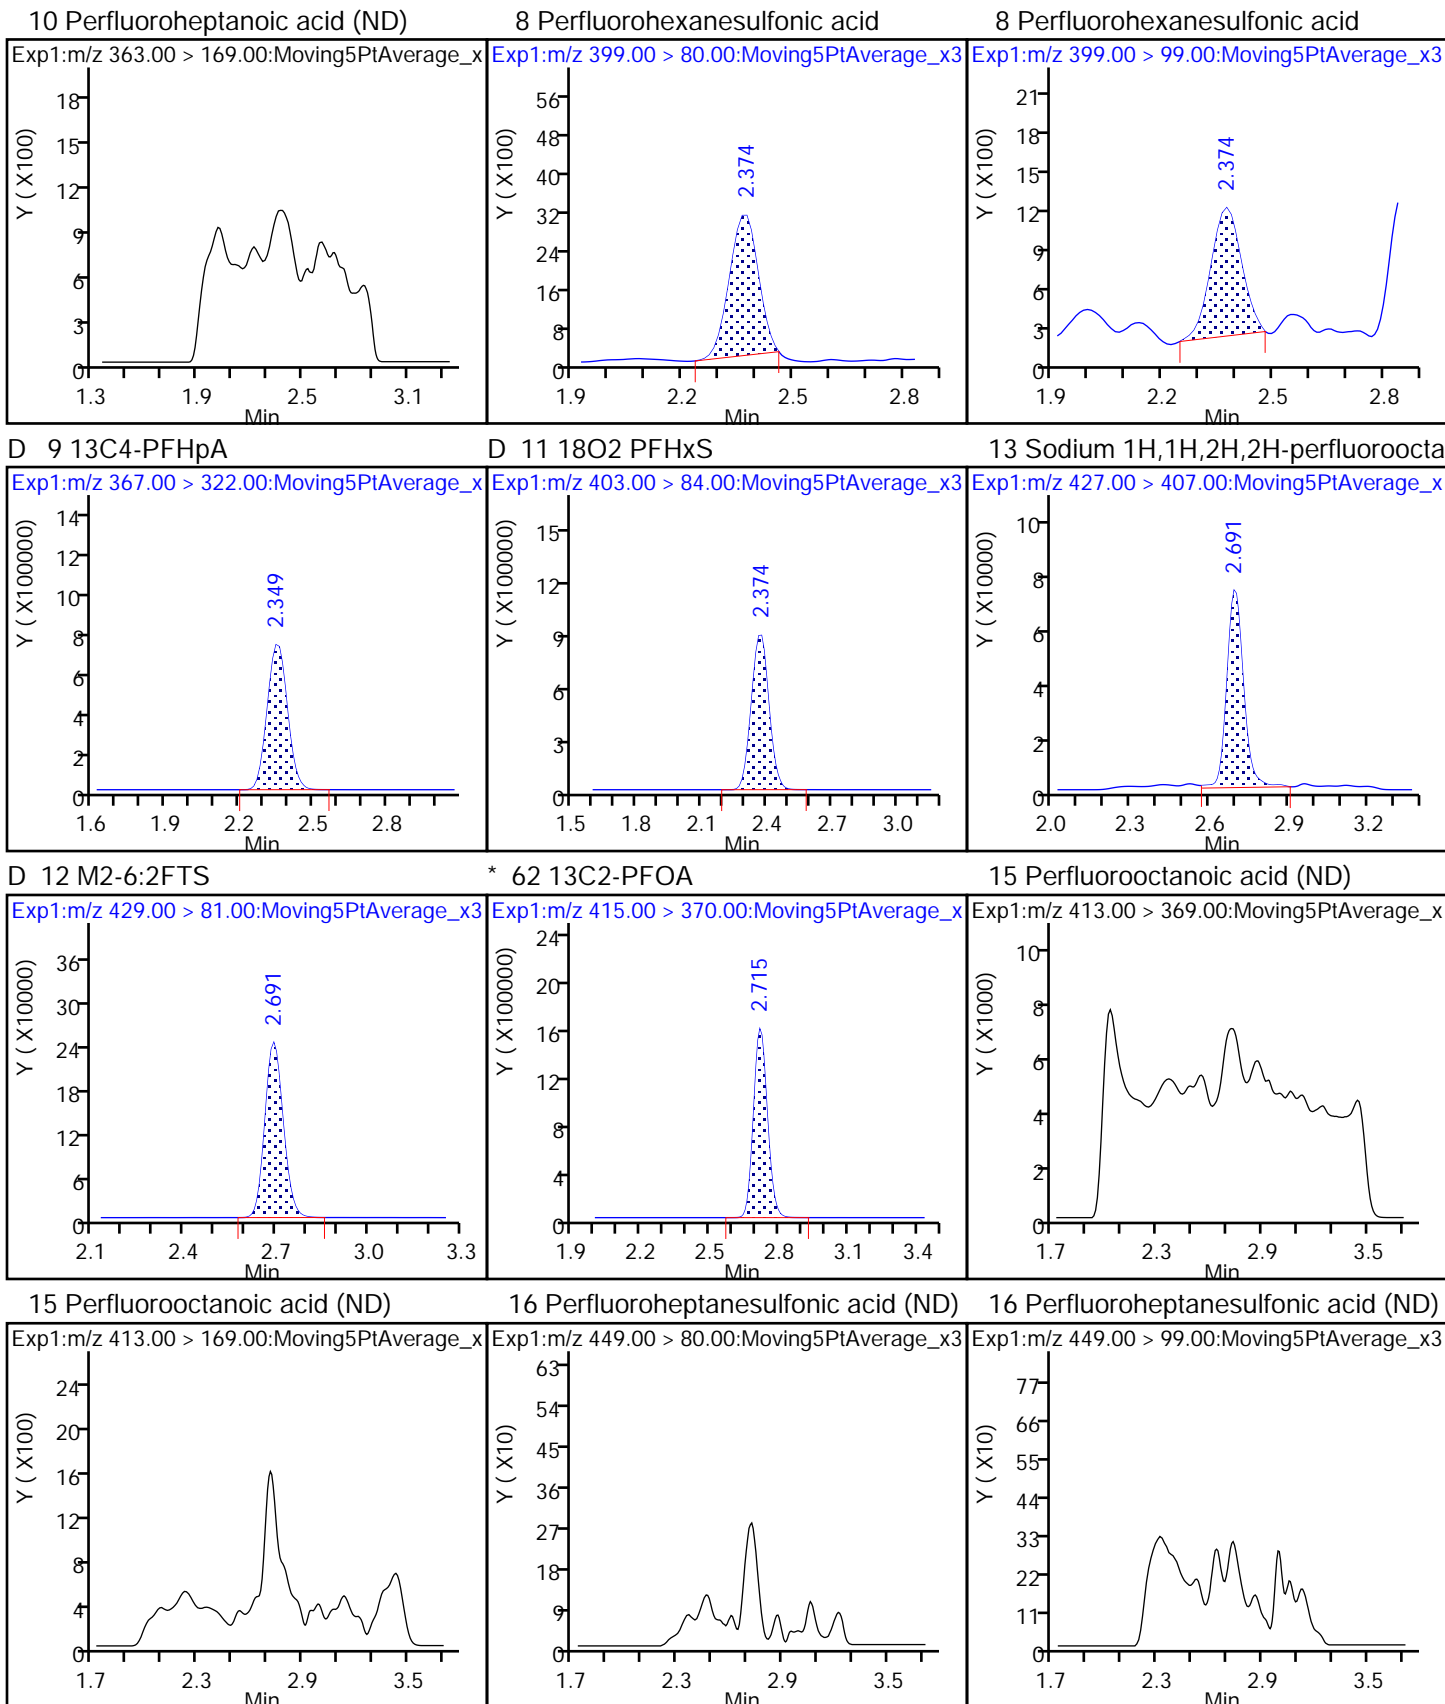 10 Perfluoroheptanoic acid (ND)
Exp1:m/z 363.00 > 169.00:Moving5PtAverage_x
Y ( X100)
18
15
12
9
6
3
0
1.3 1.9 2.5 3.1
Min
8 Perfluorohexanesulfonic acid
Exp1:m/z 399.00 > 80.00:Moving5PtAverage_x3
Y ( X100)
56
48
40
32
24
16
8
0
2.374
1.9 2.2 2.5 2.8
Min
8 Perfluorohexanesulfonic acid
Exp1:m/z 399.00 > 99.00:Moving5PtAverage_x3
Y ( X100)
21
18
15
12
9
6
3
0
2.374
1.9 2.2 2.5 2.8
Min
D 9 13C4-PFHpA
Exp1:m/z 367.00 > 322.00:Moving5PtAverage_x
Y ( X100000)
14
12
10
8
6
4
2
0
2.349
1.6 1.9 2.2 2.5 2.8
Min
D 11 18O2 PFHxS
Exp1:m/z 403.00 > 84.00:Moving5PtAverage_x3
Y ( X100000)
15
12
9
6
3
0
2.374
1.5 1.8 2.1 2.4 2.7 3.0
Min
13 Sodium 1H,1H,2H,2H-perfluoroocta
Exp1:m/z 427.00 > 407.00:Moving5PtAverage_x
Y ( X10000)
10
8
6
4
2
0
2.691
2.0 2.3 2.6 2.9 3.2
Min
D 12 M2-6:2FTS
Exp1:m/z 429.00 > 81.00:Moving5PtAverage_x3
Y ( X10000)
36
30
24
18
12
6
0
2.691
2.1 2.4 2.7 3.0 3.3
Min
* 62 13C2-PFOA
Exp1:m/z 415.00 > 370.00:Moving5PtAverage_x
Y ( X100000)
24
20
16
12
8
4
0
2.715
1.9 2.2 2.5 2.8 3.1 3.4
Min
15 Perfluorooctanoic acid (ND)
Exp1:m/z 413.00 > 369.00:Moving5PtAverage_x
Y ( X1000)
10
8
6
4
2
0
1.7 2.3 2.9 3.5
Min
15 Perfluorooctanoic acid (ND)
Exp1:m/z 413.00 > 169.00:Moving5PtAverage_x
Y ( X100)
24
20
16
12
8
4
0
1.7 2.3 2.9 3.5
Min
16 Perfluoroheptanesulfonic acid (ND)
Exp1:m/z 449.00 > 80.00:Moving5PtAverage_x3
Y ( X10)
63
54
45
36
27
18
9
0
1.7 2.3 2.9 3.5
Min
16 Perfluoroheptanesulfonic acid (ND)
Exp1:m/z 449.00 > 99.00:Moving5PtAverage_x3
Y ( X10)
77
66
55
44
33
22
11
0
1.7 2.3 2.9 3.5
Min